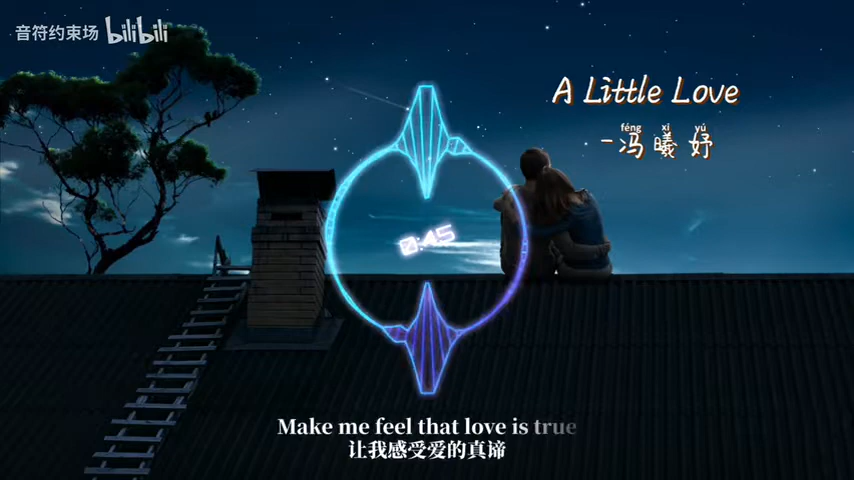 音符约束场 bilibili
A Little Love
féng xi yú
-冯曦妤
0:45
Make me feel that love is true
让我感受爱的真谛